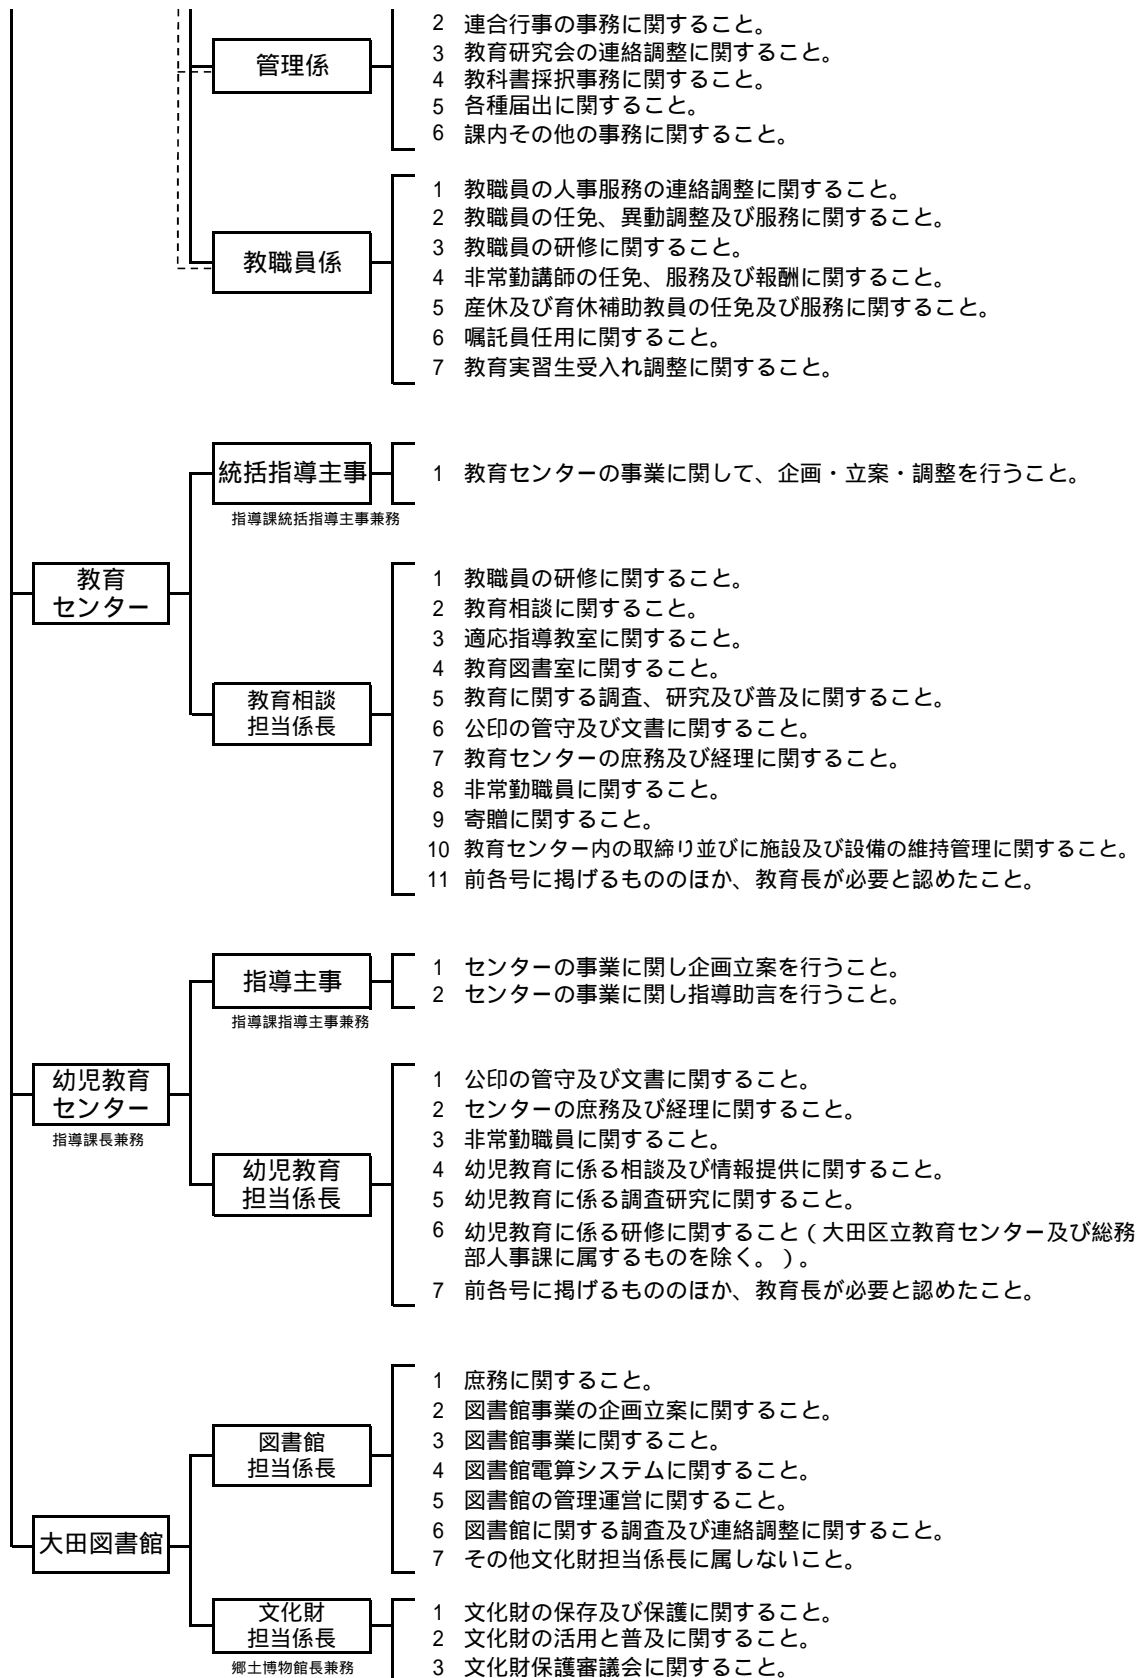 管理係
2 連合行事の事務に関すること。
3 教育研究会の連絡調整に関すること。
4 教科書採択事務に関すること。
5 各種届出に関すること。
6 課内その他の事務に関すること。
教職員係
1 教職員の人事服務の連絡調整に関すること。
2 教職員の任免、異動調整及び服務に関すること。
3 教職員の研修に関すること。
4 非常勤講師の任免、服務及び報酬に関すること。
5 産休及び育休補助教員の任免及び服務に関すること。
6 嘱託員任用に関すること。
7 教育実習生受入れ調整に関すること。
教育
センター
統括指導主事
指導課統括指導主事兼務
1 教育センターの事業に関して、企画・立案・調整を行うこと。
教育相談
担当係長
1 教職員の研修に関すること。
2 教育相談に関すること。
3 適応指導教室に関すること。
4 教育図書室に関すること。
5 教育に関する調査、研究及び普及に関すること。
6 公印の管守及び文書に関すること。
7 教育センターの庶務及び経理に関すること。
8 非常勤職員に関すること。
9 寄贈に関すること。
10 教育センター内の取締り並びに施設及び設備の維持管理に関すること。
11 前各号に掲げるもののほか、教育長が必要と認めたこと。
幼児教育
センター
指導課長兼務
指導主事
指導課指導主事兼務
1 センターの事業に関し企画立案を行うこと。
2 センターの事業に関し指導助言を行うこと。
幼児教育
担当係長
1 公印の管守及び文書に関すること。
2 センターの庶務及び経理に関すること。
3 非常勤職員に関すること。
4 幼児教育に係る相談及び情報提供に関すること。
5 幼児教育に係る調査研究に関すること。
6 幼児教育に係る研修に関すること（大田区立教育センター及び総務
部人事課に属するものを除く。）。
7 前各号に掲げるもののほか、教育長が必要と認めたこと。
大田図書館
図書館
担当係長
1 庶務に関すること。
2 図書館事業の企画立案に関すること。
3 図書館事業に関すること。
4 図書館電算システムに関すること。
5 図書館の管理運営に関すること。
6 図書館に関する調査及び連絡調整に関すること。
7 その他文化財担当係長に属しないこと。
文化財
担当係長
郷土博物館長兼務
1 文化財の保存及び保護に関すること。
2 文化財の活用と普及に関すること。
3 文化財保護審議会に関すること。